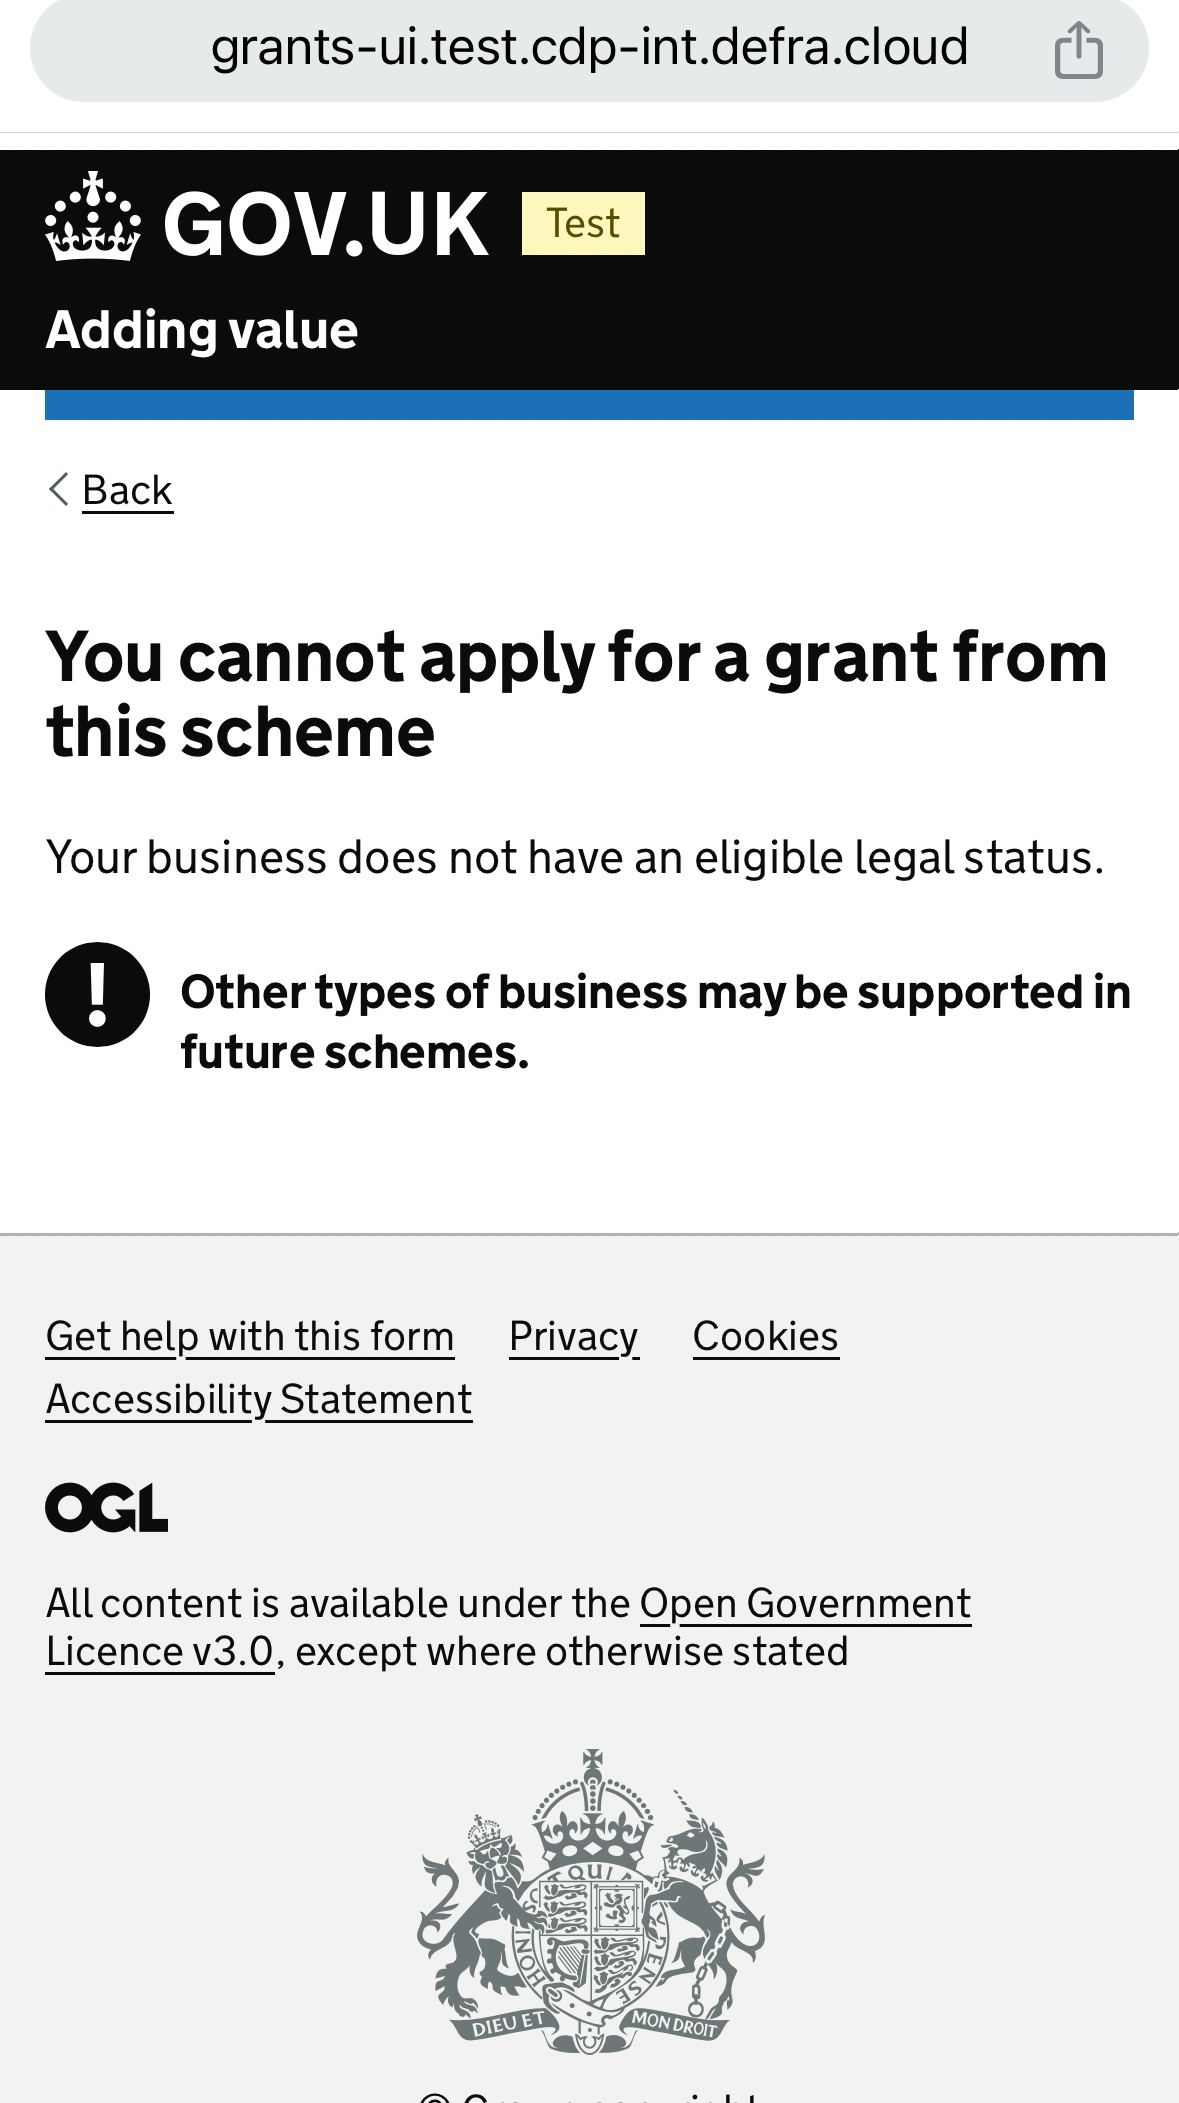 grants-ui.test.cdp-int.defra.cloud
GOV.UK Test
Adding value
Back
You cannot apply for a grant from
this scheme
Your business does not have an eligible legal status.
! Other types of business may be supported in
future schemes.
Get help with this form Privacy Cookies
Accessibility Statement
OGL
All content is available under the Open Government
Licence v3.0, except where otherwise stated
QUI
HONI
PENSE
DIEU ET MON DROIT
© Crown copyright